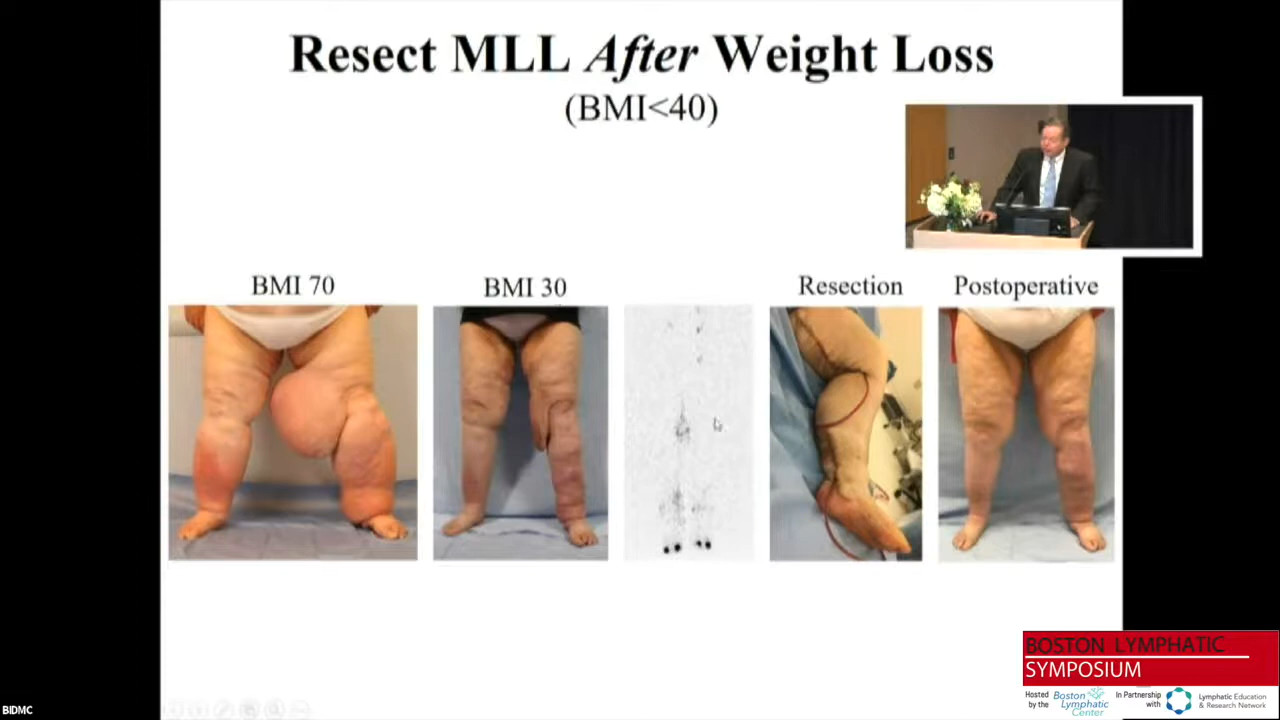 Resect MLL After Weight Loss
(BMI<40)
BMI 70
BMI 30
Resection
Postoperative
BOSTON LYMPHATIC
SYMPOSIUM
Hosted
by the
Boston
Lymphatic
Center
In Partnership
with
Lymphatic Education
& Research Network
BIDMC